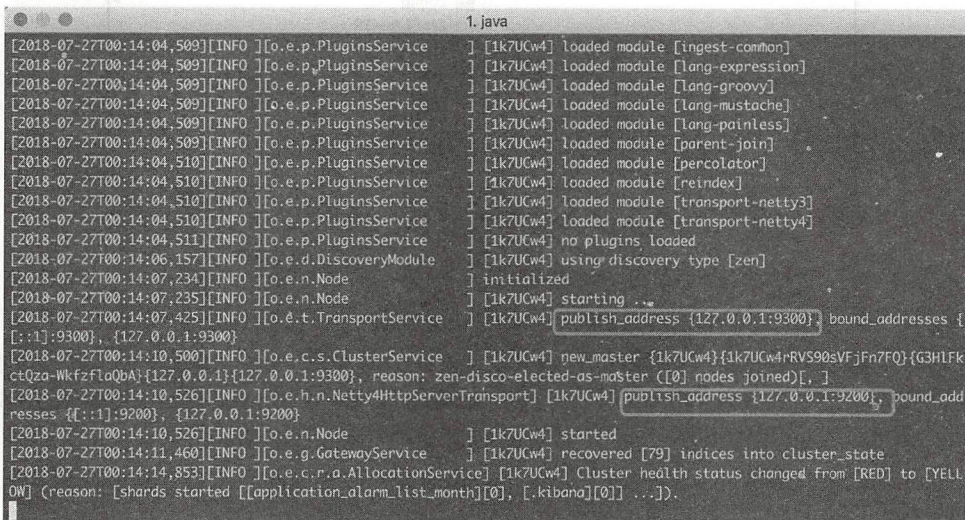 1. java
[2018-07-27T00:14:04,509][INFO ][o.e.p.PluginsService     ] [1k7UCw4] loaded module [ingest-common]
[2018-07-27T00:14:04,509][INFO ][o.e.p.PluginsService     ] [1k7UCw4] loaded module [lang-expression]
[2018-07-27T00:14:04,509][INFO ][o.e.p.PluginsService     ] [1k7UCw4] loaded module [lang-groovy]
[2018-07-27T00:14:04,509][INFO ][o.e.p.PluginsService     ] [1k7UCw4] loaded module [lang-mustache]
[2018-07-27T00:14:04,509][INFO ][o.e.p.PluginsService     ] [1k7UCw4] loaded module [lang-painless]
[2018-07-27T00:14:04,509][INFO ][o.e.p.PluginsService     ] [1k7UCw4] loaded module [parent-join]
[2018-07-27T00:14:04,510][INFO ][o.e.p.PluginsService     ] [1k7UCw4] loaded module [percolator]
[2018-07-27T00:14:04,510][INFO ][o.e.p.PluginsService     ] [1k7UCw4] loaded module [reindex]
[2018-07-27T00:14:04,510][INFO ][o.e.p.PluginsService     ] [1k7UCw4] loaded module [transport-netty3]
[2018-07-27T00:14:04,510][INFO ][o.e.p.PluginsService     ] [1k7UCw4] loaded module [transport-netty4]
[2018-07-27T00:14:04,511][INFO ][o.e.p.PluginsService     ] [1k7UCw4] no plugins loaded
[2018-07-27T00:14:06,157][INFO ][o.e.d.DiscoveryModule    ] [1k7UCw4] using discovery type [zen]
[2018-07-27T00:14:07,234][INFO ][o.e.n.Node               ] initialized
[2018-07-27T00:14:07,235][INFO ][o.e.n.Node               ] [1k7UCw4] starting ...
[2018-07-27T00:14:07,425][INFO ][o.e.t.TransportService   ] [1k7UCw4] publish_address {127.0.0.1:9300}, bound_addresses {
[::1]:9300}, {127.0.0.1:9300}
[2018-07-27T00:14:10,500][INFO ][o.e.c.s.ClusterService   ] [1k7UCw4] new_master {1k7UCw4}{1k7UCw4rRVS90sVFjFn7FQ}{G3HlFk
ctQza-WkfzflaQbA}{127.0.0.1}{127.0.0.1:9300}, reason: zen-disco-elected-as-master ([0] nodes joined)[, ]
[2018-07-27T00:14:10,526][INFO ][o.e.h.n.Netty4HttpServerTransport] [1k7UCw4] publish_address {127.0.0.1:9200}, bound_add
resses {[::1]:9200}, {127.0.0.1:9200}
[2018-07-27T00:14:10,526][INFO ][o.e.n.Node               ] [1k7UCw4] started
[2018-07-27T00:14:11,460][INFO ][o.e.g.GatewayService     ] [1k7UCw4] recovered [79] indices into cluster_state
[2018-07-27T00:14:14,853][INFO ][o.e.c.r.a.AllocationService] [1k7UCw4] Cluster health status changed from [RED] to [YELL
OW] (reason: [shards started [[application_alarm_list_month][0], [.kibana][0]] ...]).